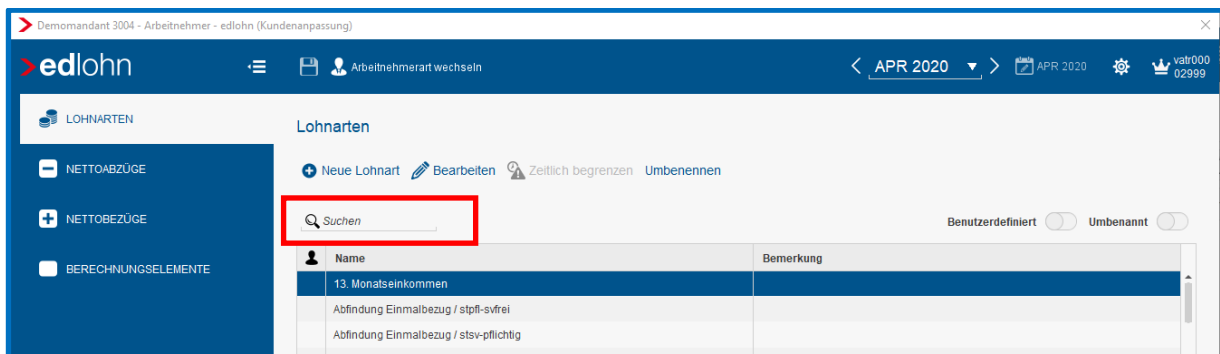 Demomandant 3004 - Arbeitnehmer - edlohn (Kundenanpassung)
edlohn
Arbeitnehmerart wechseln
APR 2020
APR 2020
vatr000
02999
LOHNARTEN
NETTOABZÜGE
NETTOBEZÜGE
BERECHNUNGSELEMENTE
Lohnarten
Neue Lohnart Bearbeiten Zeitlich begrenzen Umbenennen
Suchen
Benutzerdefiniert Umbenannt
Name Bemerkung
13. Monatseinkommen
Abfindung Einmalbezug / stpfl-svfrei
Abfindung Einmalbezug / stsv-pflichtig